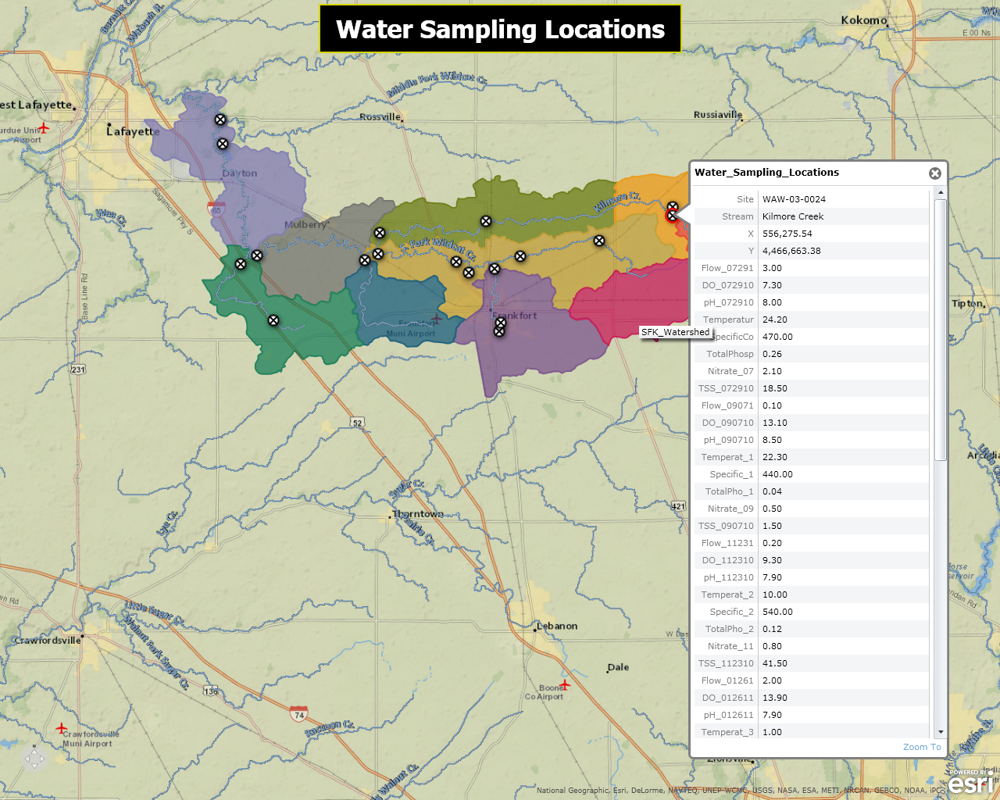 Water Sampling Locations
Burnett Cr.
Wabash R.
Kokomo
E 00 Ns
Middle Fork Wildcat Cr.
est Lafayette
urdue Univ
Airport
Lafayette
Rossville
Russiaville
Dayton
Sagamore Pky S
65
Wea Cr.
Mulberry
Kilmore Cr.
S. Fork Wildcat Cr.
Base Line Rd
Frankfort
Frankfort
Muni Airport
Tipton
SFK_Watershed
231
52
421
Sugar Cr.
Thorntown
Prairie Cr.
Lye Cr.
Little Sugar Cr.
Walnut Fork Sugar Cr.
Crawfordsville
wn Rd
Lebanon
Dale
Boone
Co Airport
136
74
Raccoon Cr.
Crawfordsville
Muni Airport
N
Walnut Cr.
Zionsville
Water_Sampling_Locations
Site WAW-03-0024
Stream Kilmore Creek
X 556,275.54
Y 4,466,663.38
Flow_07291 3.00
DO_072910 7.30
pH_072910 8.00
Temperatur 24.20
SpecificCo 470.00
TotalPhosp 0.26
Nitrate_07 2.10
TSS_072910 18.50
Flow_09071 0.10
DO_090710 13.10
pH_090710 8.50
Temperat_1 22.30
Specific_1 440.00
TotalPho_1 0.04
Nitrate_09 0.50
TSS_090710 1.50
Flow_11231 0.20
DO_112310 9.30
pH_112310 7.90
Temperat_2 10.00
Specific_2 540.00
TotalPho_2 0.12
Nitrate_11 0.80
TSS_112310 41.50
Flow_01261 2.00
DO_012611 13.90
pH_012611 7.90
Temperat_3 1.00
Zoom To
POWERED BY
esri
National Geographic, Esri, DeLorme, NAVTEQ, UNEP-WCMC, USGS, NASA, ESA, METI, NRCAN, GEBCO, NOAA, iPC